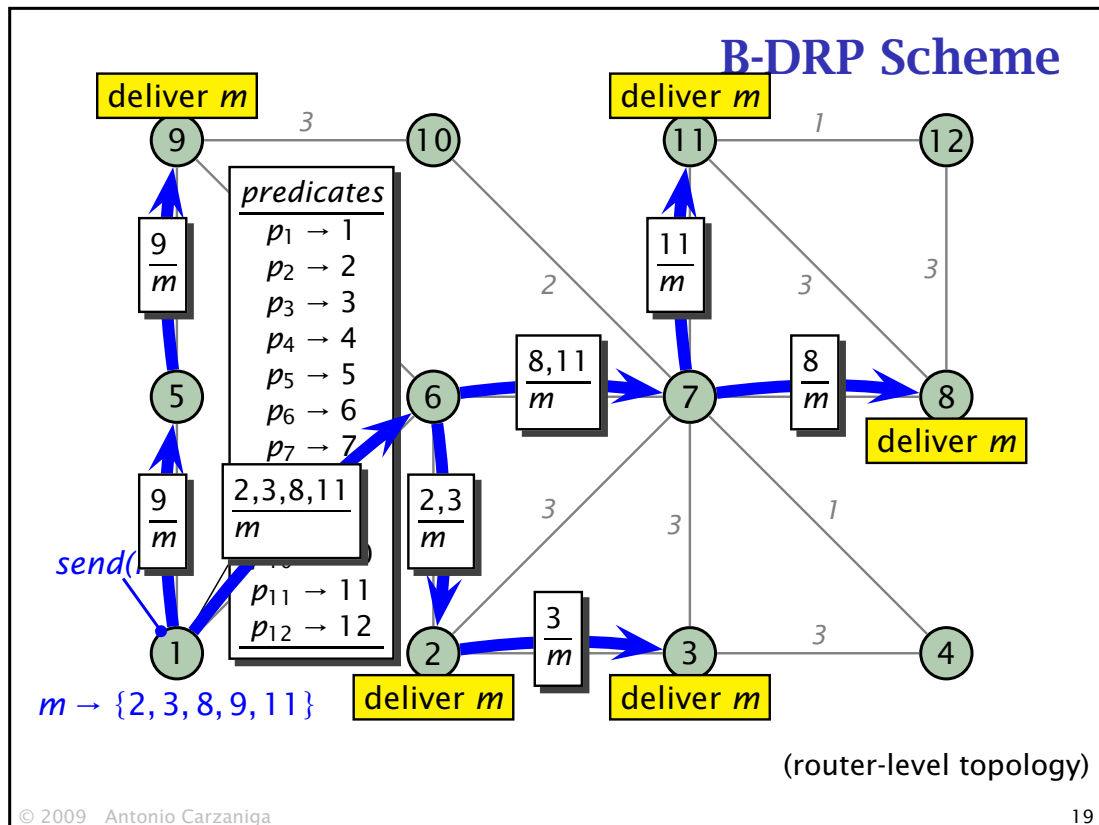 B-DRP Scheme
deliver m
deliver m
9
3
10
11
1
12
predicates
p1 → 1
p2 → 2
p3 → 3
p4 → 4
p5 → 5
p6 → 6
p7 → 7
p11 → 11
p12 → 12
9
m
11
m
2
3
3
5
6
8,11
m
7
8
m
8
deliver m
9
m
2,3,8,11
m
2,3
m
3
3
1
send(
1
2
3
m
3
3
4
deliver m
deliver m
m → {2, 3, 8, 9, 11}
(router-level topology)
© 2009 Antonio Carzaniga
19